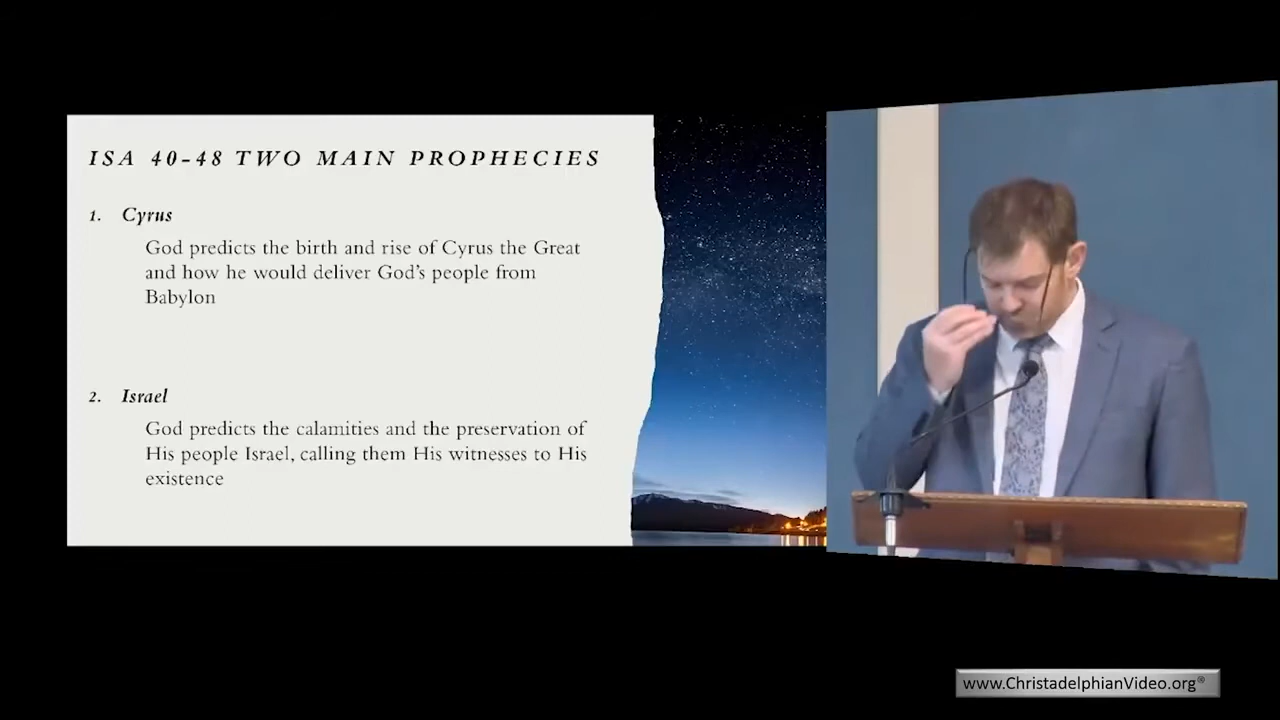 ISA 40-48 TWO MAIN PROPHECIES
1. Cyrus
God predicts the birth and rise of Cyrus the Great
and how he would deliver God's people from
Babylon
2. Israel
God predicts the calamities and the preservation of
His people Israel, calling them His witnesses to His
existence
www.ChristadelphianVideo.org®